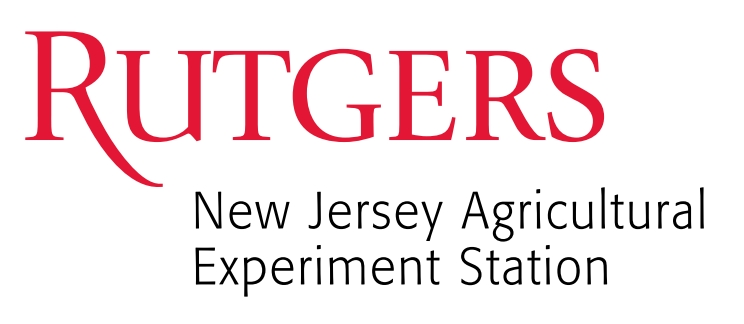 RUTGERS
New Jersey Agricultural
Experiment Station